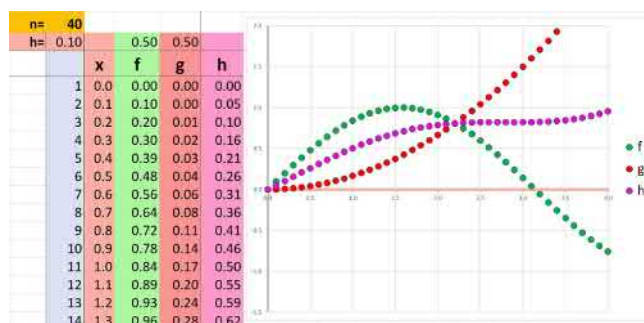 n= 40
h= 0.10 0.50 0.50
x f g h
1 0.0 0.00 0.00 0.00
2 0.1 0.10 0.00 0.05
3 0.2 0.20 0.01 0.10
4 0.3 0.30 0.02 0.16
5 0.4 0.39 0.03 0.21
6 0.5 0.48 0.04 0.26
7 0.6 0.56 0.06 0.31
8 0.7 0.64 0.08 0.36
9 0.8 0.72 0.11 0.41
10 0.9 0.78 0.14 0.46
11 1.0 0.84 0.17 0.50
12 1.1 0.89 0.20 0.55
13 1.2 0.93 0.24 0.59
14 1.3 0.96 0.28 0.62
f
g
h